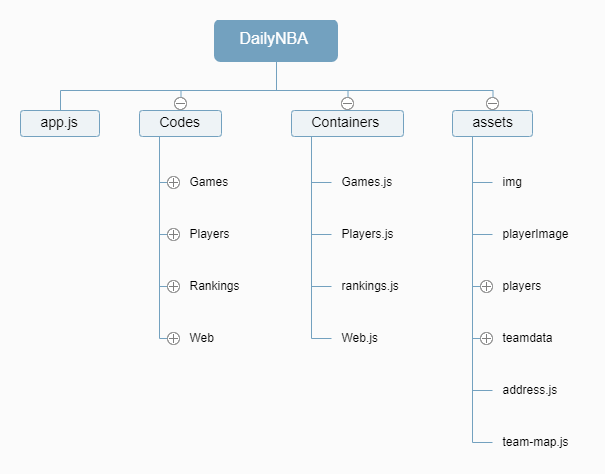 DailyNBA
app.js
Codes
Containers
assets
Games
Games.js
img
Players
Players.js
playerImage
Rankings
rankings.js
players
Web
Web.js
teamdata
address.js
team-map.js